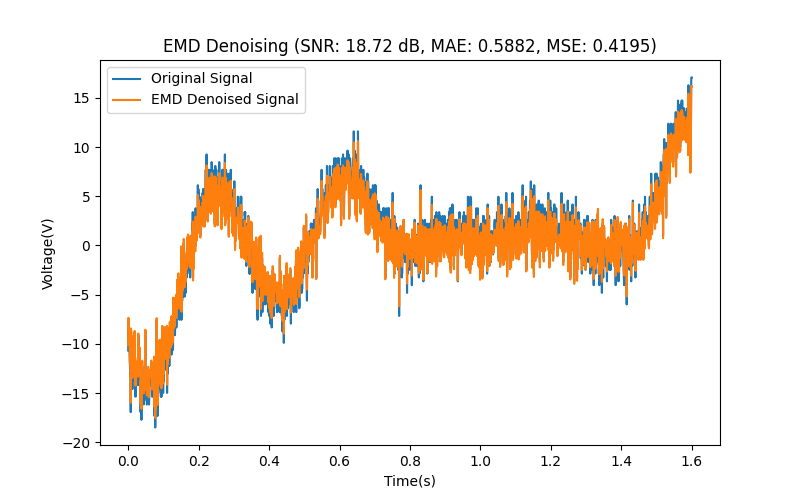 EMD Denoising (SNR: 18.72 dB, MAE: 0.5882, MSE: 0.4195)
Original Signal
EMD Denoised Signal
15
10
5
0
−5
−10
−15
−20
Voltage(V)
0.0 0.2 0.4 0.6 0.8 1.0 1.2 1.4 1.6
Time(s)